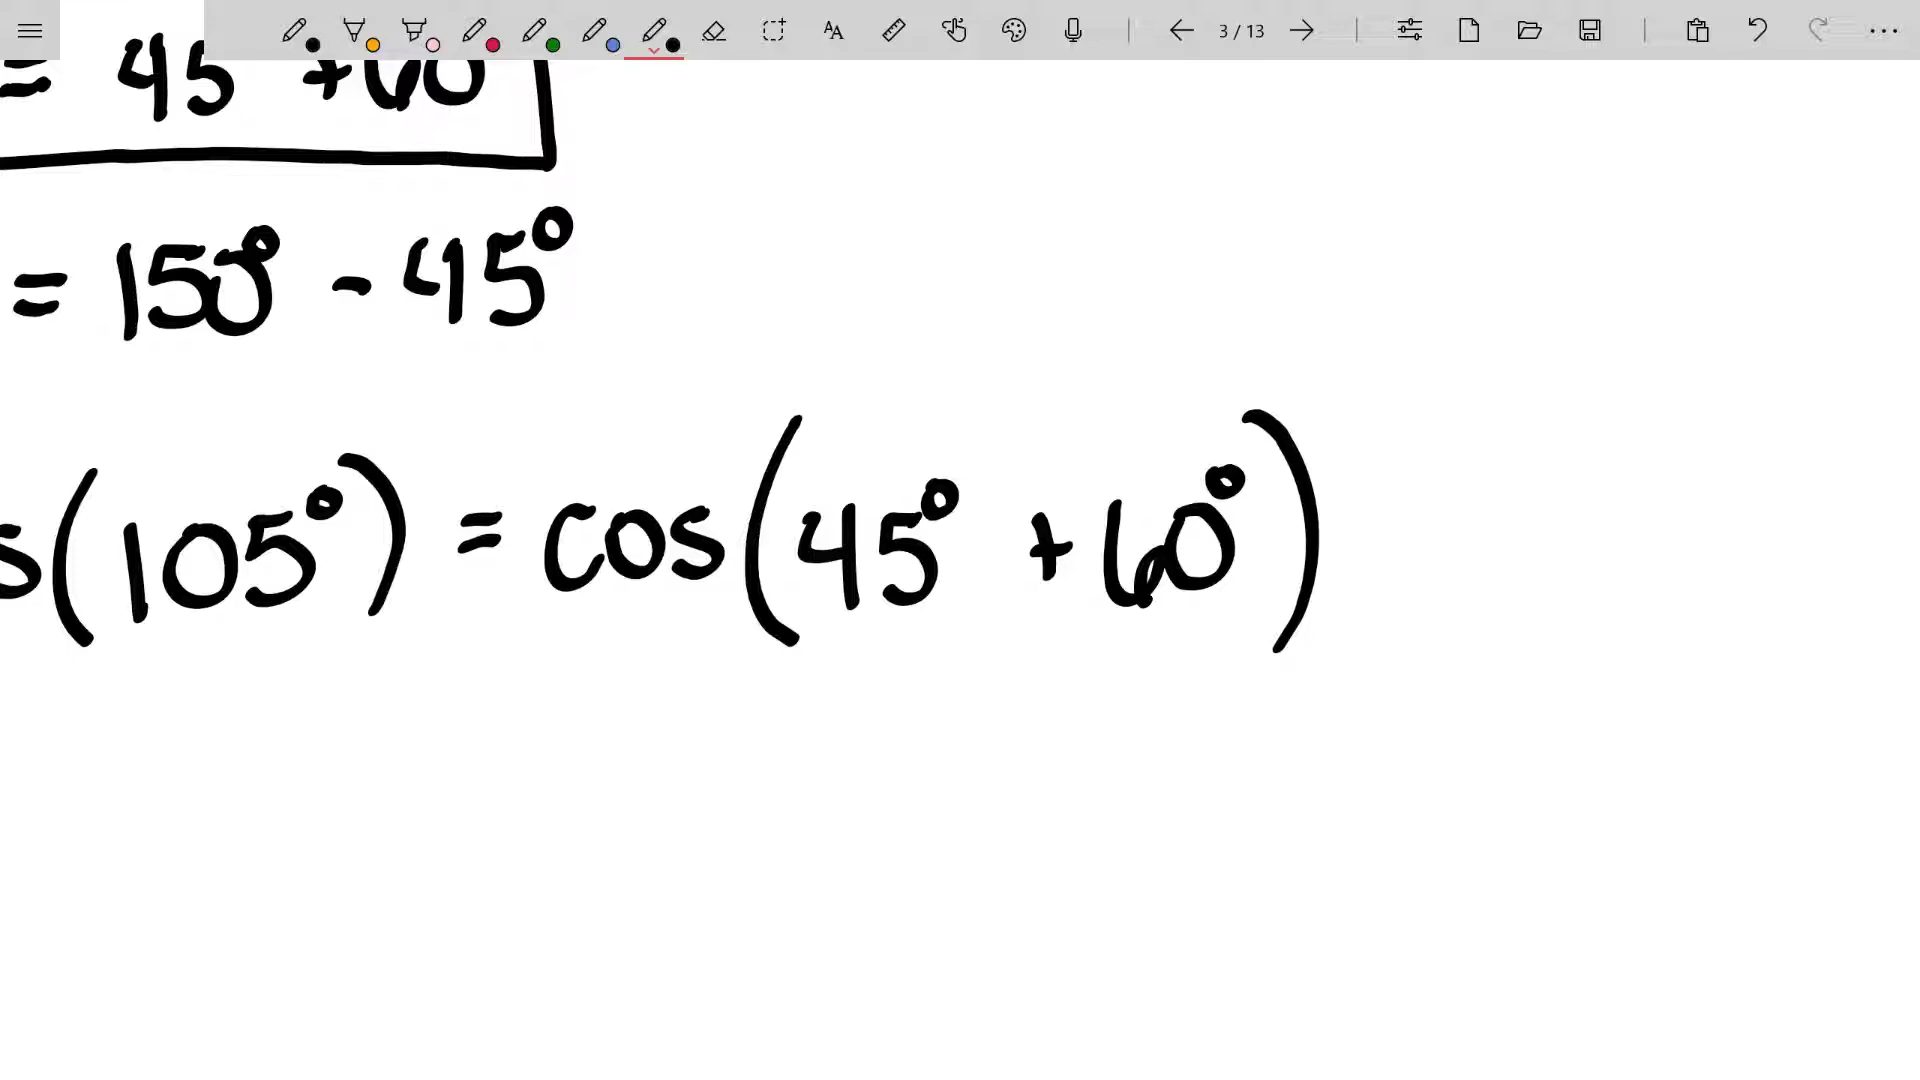 3 / 13
= 45 + 60
= 150° - 45°
s(105°) = cos(45° + 60°)